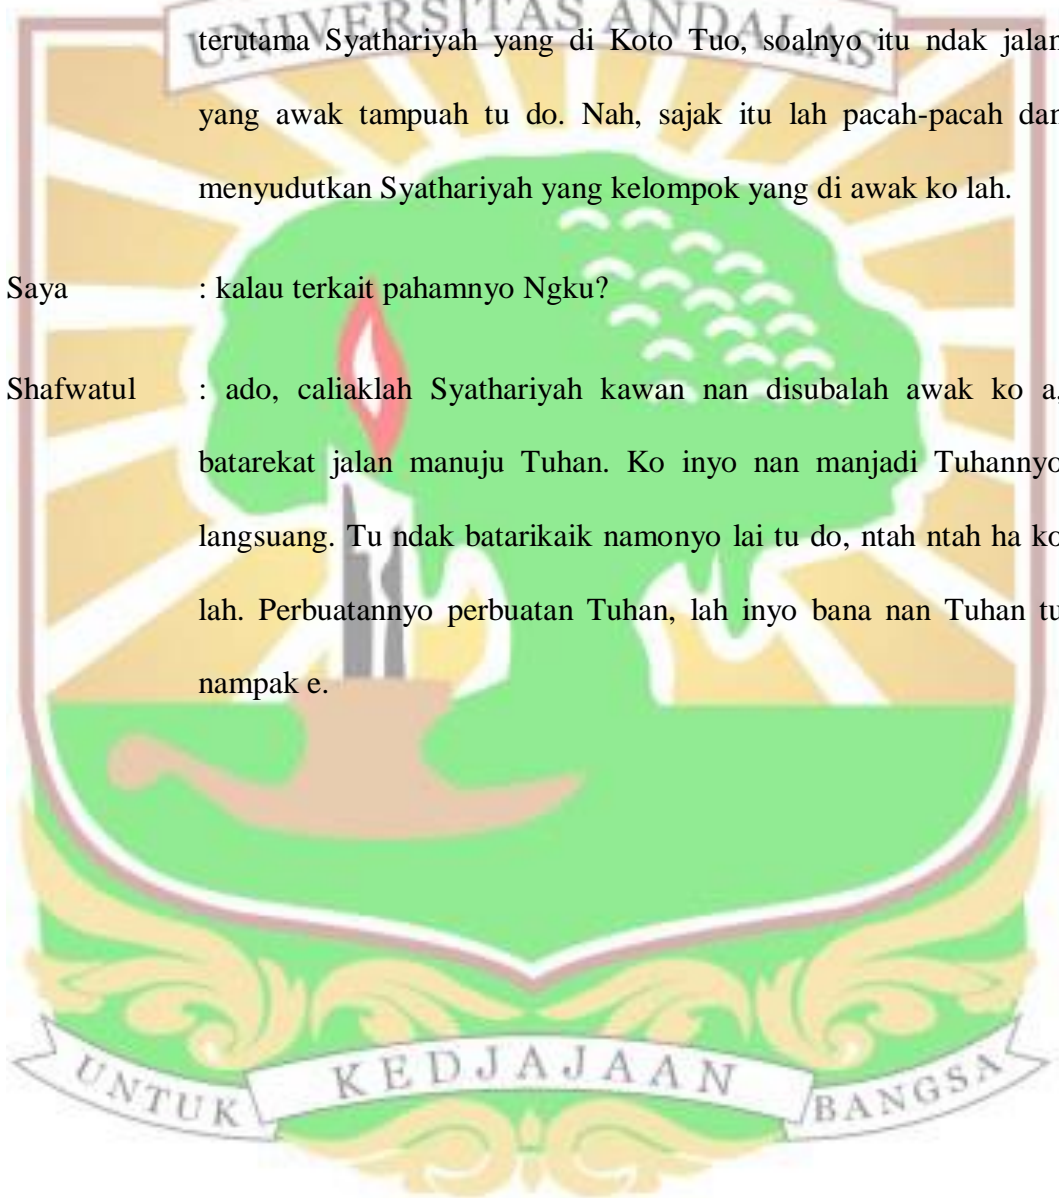 UNIVERSITAS ANDALAS
terutama Syathariyah yang di Koto Tuo, soalnyo itu ndak jalan
yang awak tampuah tu do. Nah, sajak itu lah pacah-pacah dan
menyudutkan Syathariyah yang kelompok yang di awak ko lah.
Saya : kalau terkait pahamnyo Ngku?
Shafwatul : ado, caliaklah Syathariyah kawan nan disubalah awak ko a,
batarekat jalan manuju Tuhan. Ko inyo nan manjadi Tuhannyo
langsuang. Tu ndak batarikaik namonyo lai tu do, ntah ntah ha ko
lah. Perbuatannyo perbuatan Tuhan, lah inyo bana nan Tuhan tu
nampak e.
UNTUK KEDJAJAAN BANGSA